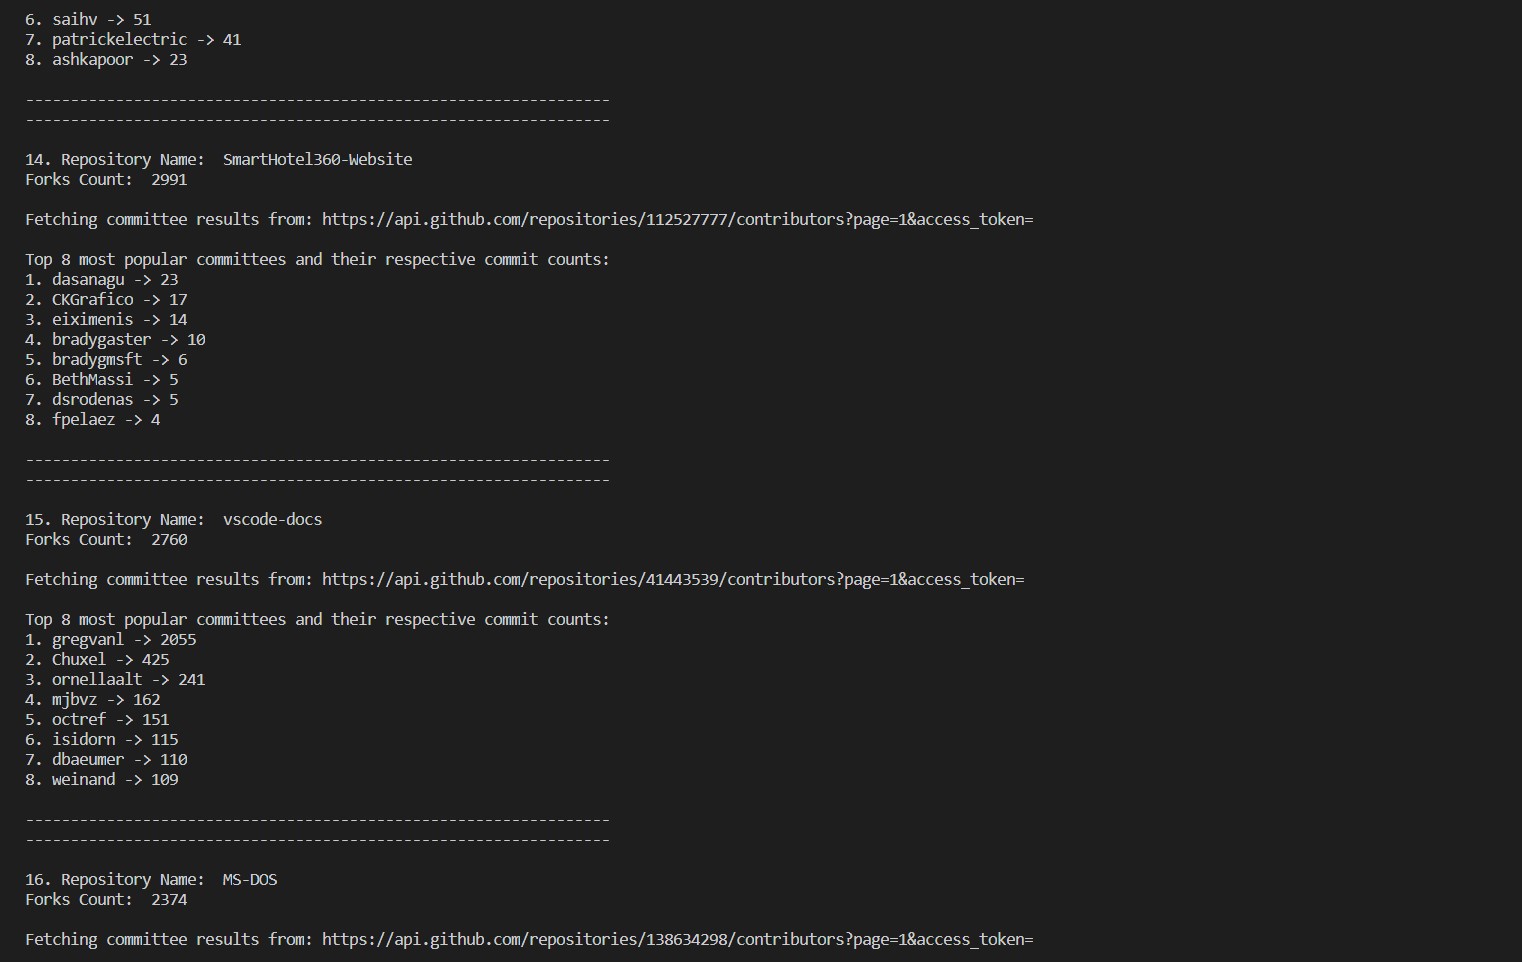 6. saihv -> 51
7. patrickelectric -> 41
8. ashkapoor -> 23
-----------------------------------------------------------------
-----------------------------------------------------------------
14. Repository Name:  SmartHotel360-Website
Forks Count:  2991
Fetching committee results from: https://api.github.com/repositories/112527777/contributors?page=1&access_token=
Top 8 most popular committees and their respective commit counts:
1. dasanagu -> 23
2. CKGrafico -> 17
3. eiximenis -> 14
4. bradygaster -> 10
5. bradygmsft -> 6
6. BethMassi -> 5
7. dsrodenas -> 5
8. fpelaez -> 4
-----------------------------------------------------------------
-----------------------------------------------------------------
15. Repository Name:  vscode-docs
Forks Count:  2760
Fetching committee results from: https://api.github.com/repositories/41443539/contributors?page=1&access_token=
Top 8 most popular committees and their respective commit counts:
1. gregvanl -> 2055
2. Chuxel -> 425
3. ornellaalt -> 241
4. mjbvz -> 162
5. octref -> 151
6. isidorn -> 115
7. dbaeumer -> 110
8. weinand -> 109
-----------------------------------------------------------------
-----------------------------------------------------------------
16. Repository Name:  MS-DOS
Forks Count:  2374
Fetching committee results from: https://api.github.com/repositories/138634298/contributors?page=1&access_token=